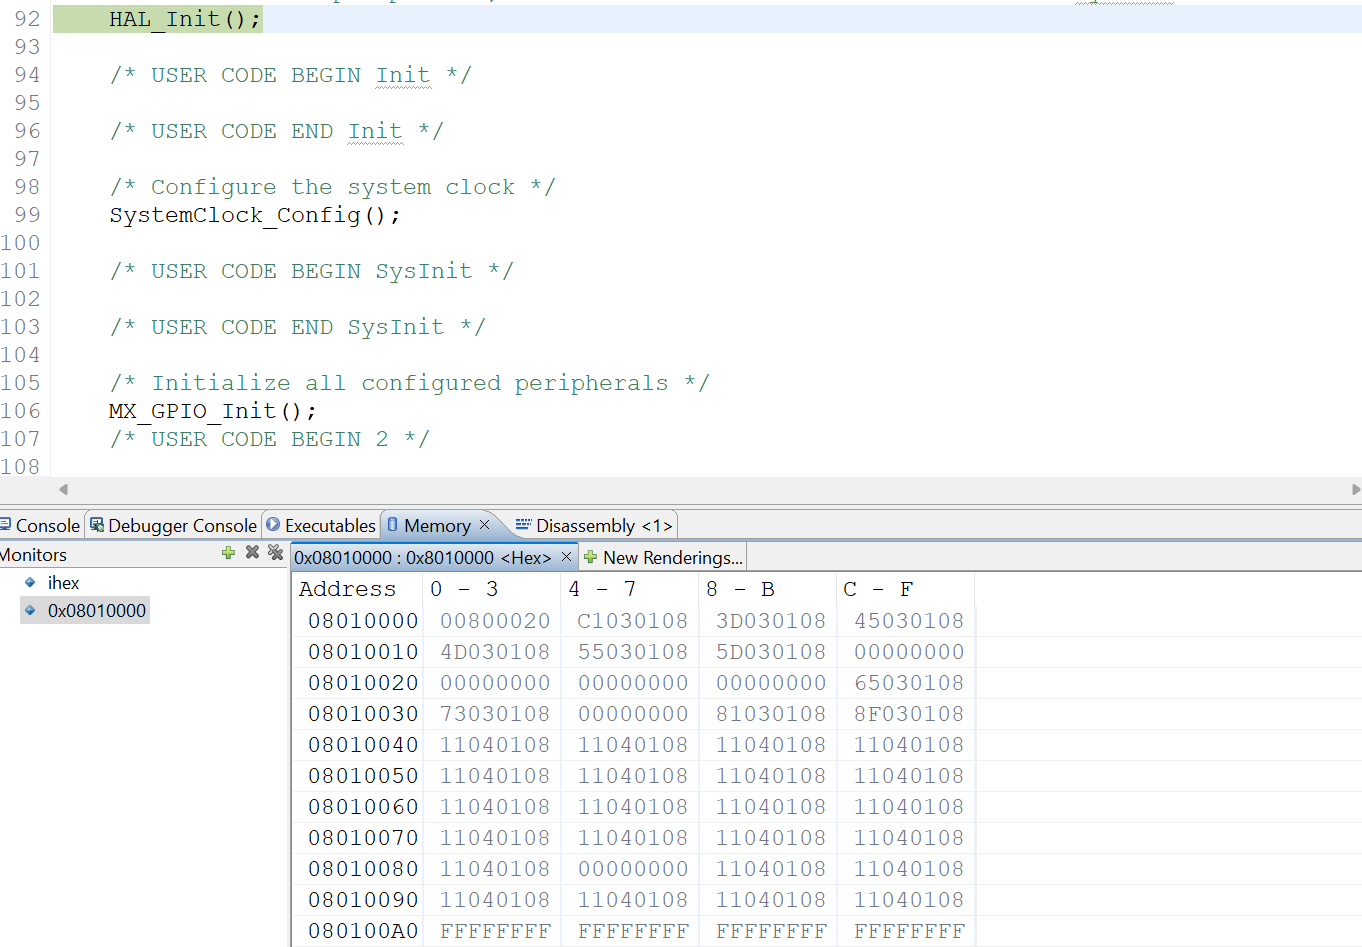 92 HAL_Init();
93
94 /* USER CODE BEGIN Init */
95
96 /* USER CODE END Init */
97
98 /* Configure the system clock */
99 SystemClock_Config();
100
101 /* USER CODE BEGIN SysInit */
102
103 /* USER CODE END SysInit */
104
105 /* Initialize all configured peripherals */
106 MX_GPIO_Init();
107 /* USER CODE BEGIN 2 */
108
Console Debugger Console Executables Memory Disassembly <1>
Monitors 0x08010000 : 0x8010000 <Hex> New Renderings...
ihex
0x08010000
Address 0 - 3 4 - 7 8 - B C - F
08010000 00800020 C1030108 3D030108 45030108
08010010 4D030108 55030108 5D030108 00000000
08010020 00000000 00000000 00000000 65030108
08010030 73030108 00000000 81030108 8F030108
08010040 11040108 11040108 11040108 11040108
08010050 11040108 11040108 11040108 11040108
08010060 11040108 11040108 11040108 11040108
08010070 11040108 11040108 11040108 11040108
08010080 11040108 00000000 11040108 11040108
08010090 11040108 11040108 11040108 11040108
080100A0 FFFFFFFF FFFFFFFF FFFFFFFF FFFFFFFF